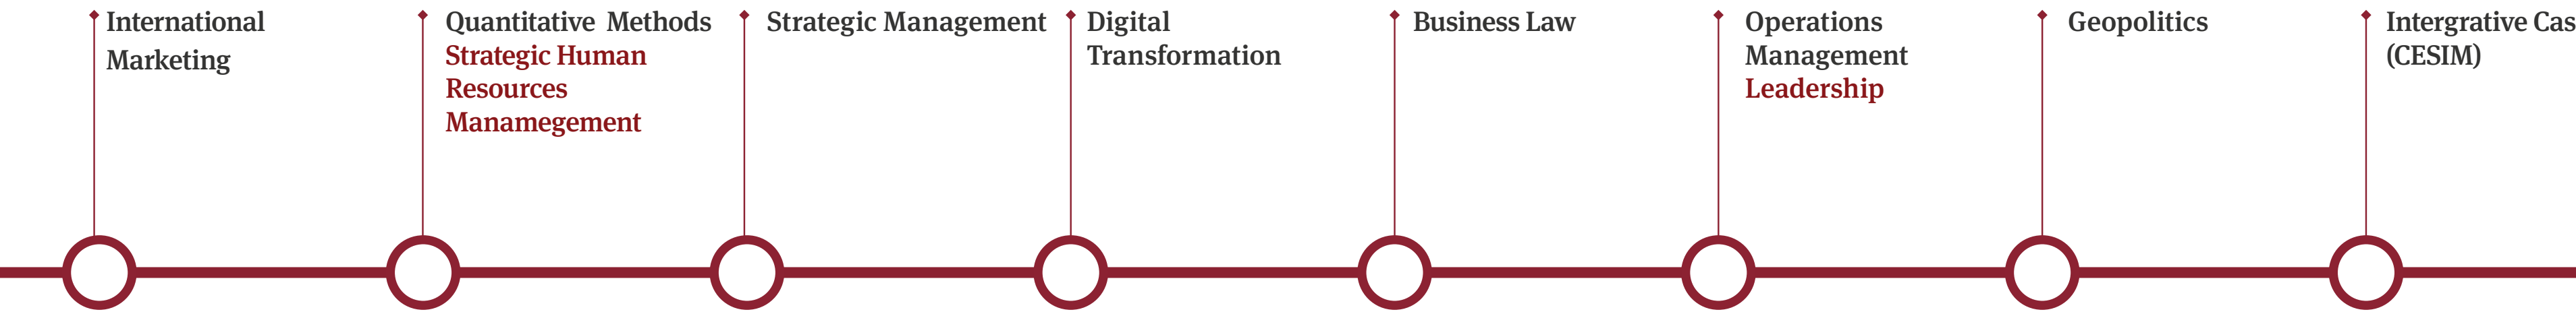 International
Marketing
Quantitative Methods
Strategic Human
Resources
Manamegement
Strategic Management
Digital
Transformation
Business Law
Operations
Management
Leadership
Geopolitics
Intergrative Cas
(CESIM)